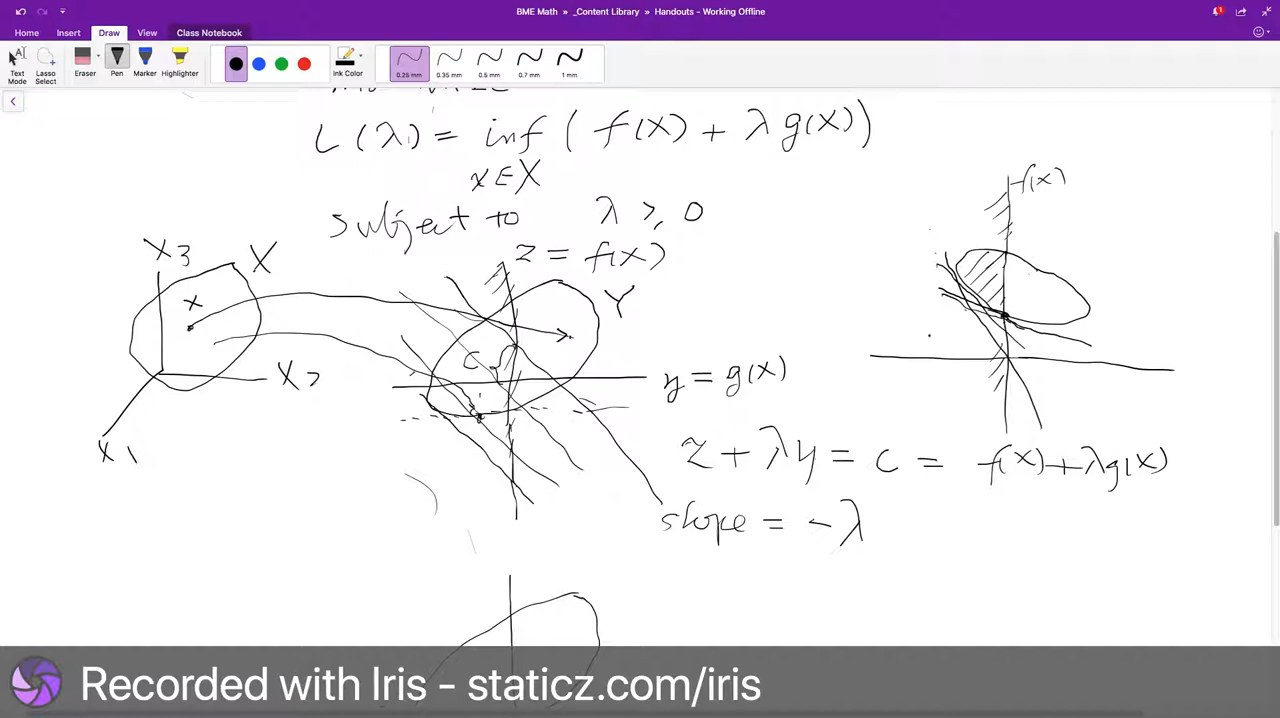 BME Math » _Content Library » Handouts - Working Offline
1
Home Insert Draw View Class Notebook
Text Mode
Lasso Select
Eraser
Pen
Marker
Highlighter
Ink Color
0.25 mm
0.35 mm
0.5 mm
0.7 mm
1 mm
L(λ) = inf (f(x) + λg(x))
x∈X
subject to λ ≥ 0
f(x)
X3
X
z = f(x)
x
Y
C
X2
y = g(x)
X1
z + λy = c = f(x) + λg(x)
slope = -λ
Recorded with Iris - staticz.com/iris